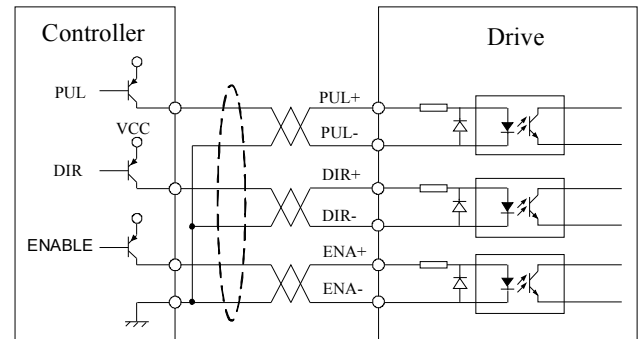 Controller
Drive
PUL
PUL+
PUL-
VCC
DIR
DIR+
DIR-
ENABLE
ENA+
ENA-